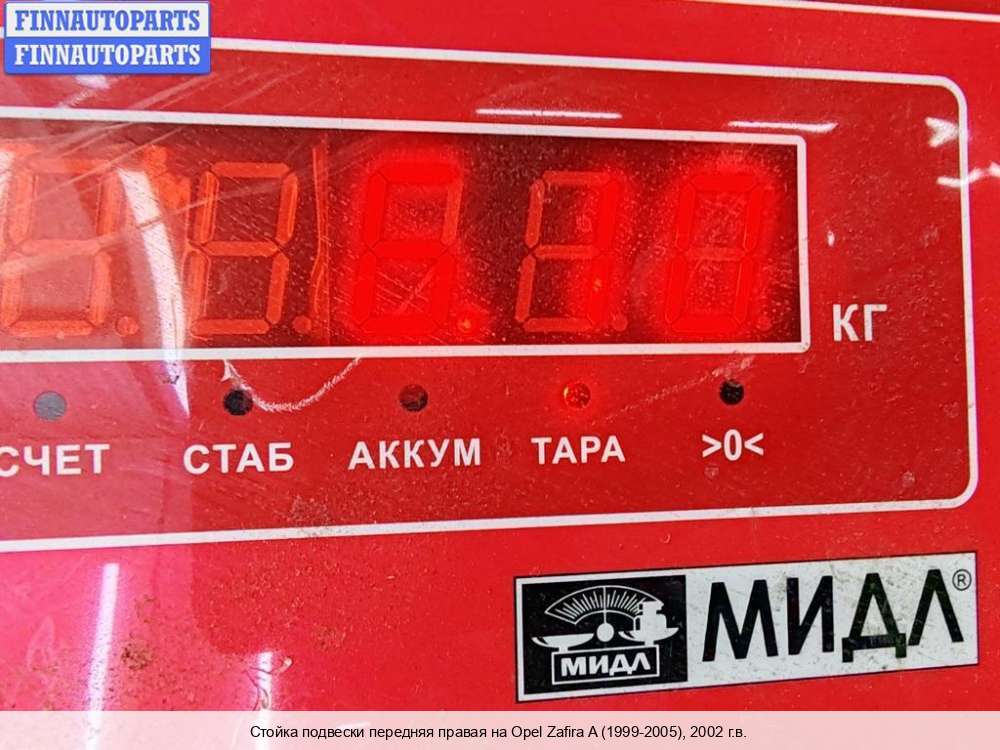 FINNAUTOPARTS
FINNAUTOPARTS
КГ
СЧЕТ СТАБ АККУМ ТАРА >0<
МИДЛ МИДЛ®
Стойка подвески передняя правая на Opel Zafira A (1999-2005), 2002 г.в.